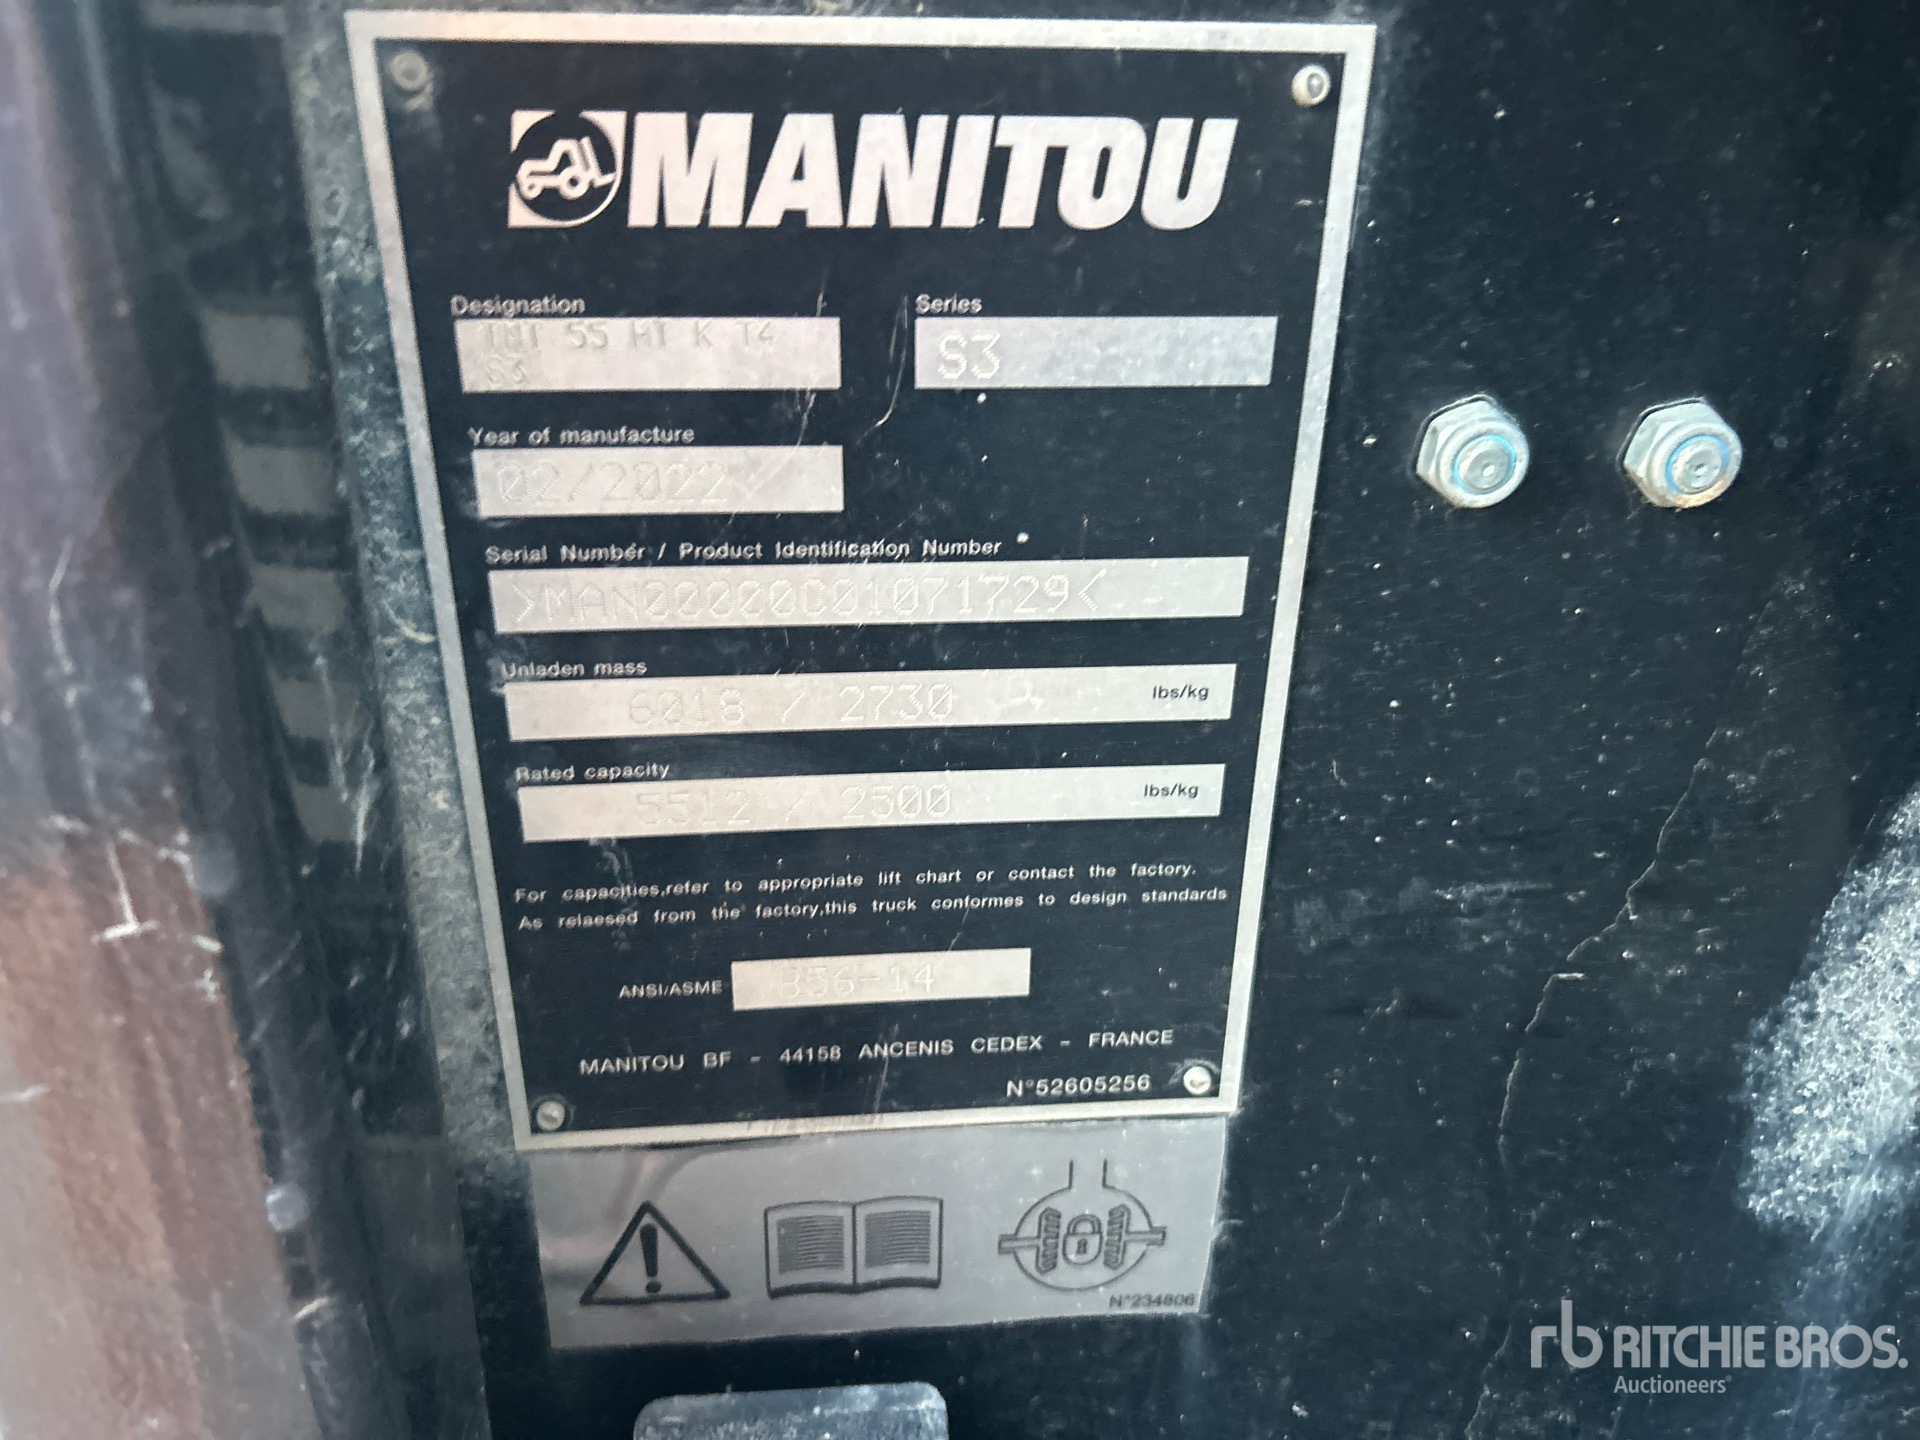 MANITOU
Designation
TMT 55 HT K T4
S3
Series
S3
Year of manufacture
02/2022
Serial Number / Product Identification Number
>MAN00000C01071729<
Unladen mass
6018 / 2730 lbs/kg
Rated capacity
5512 / 2500 lbs/kg
For capacities,refer to appropriate lift chart or contact the factory.
As relaesed from the factory,this truck conformes to design standards
ANSI/ASME B56-14
MANITOU BF - 44158 ANCENIS CEDEX - FRANCE
N°52605256
N°234806
rb RITCHIE BROS.
Auctioneers